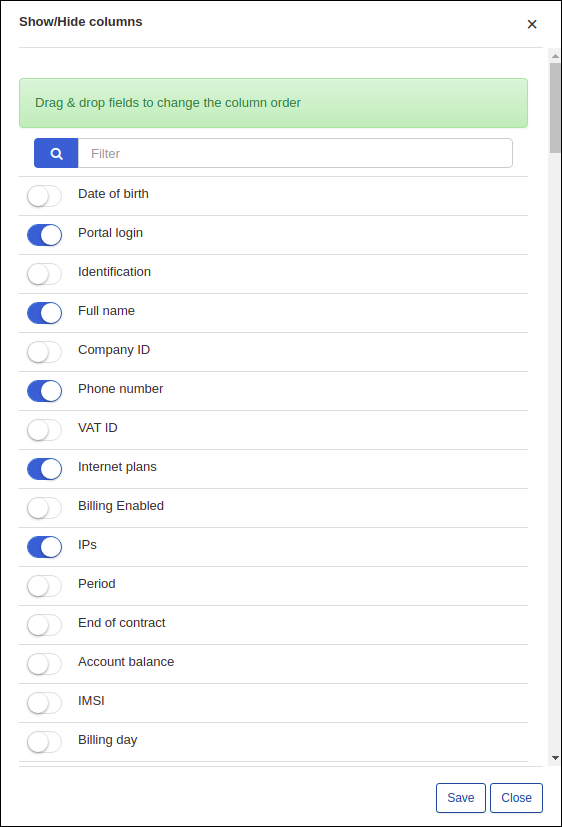 Show/Hide columns
×
Drag & drop fields to change the column order
Filter
Date of birth
Portal login
Identification
Full name
Company ID
Phone number
VAT ID
Internet plans
Billing Enabled
IPs
Period
End of contract
Account balance
IMSI
Billing day
Save Close